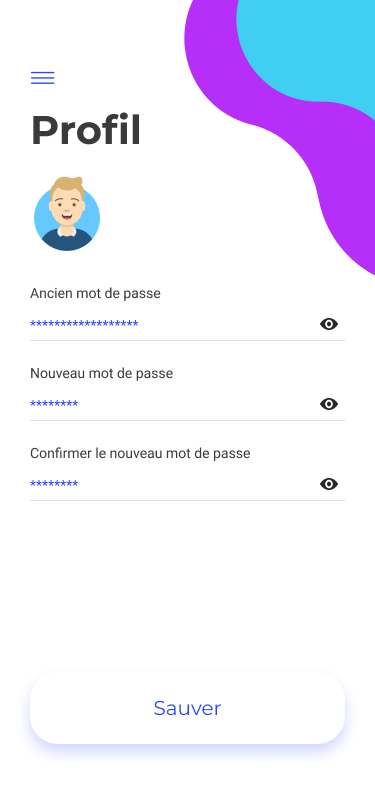 Profil
Ancien mot de passe
******************
Nouveau mot de passe
********
Confirmer le nouveau mot de passe
********
Sauver